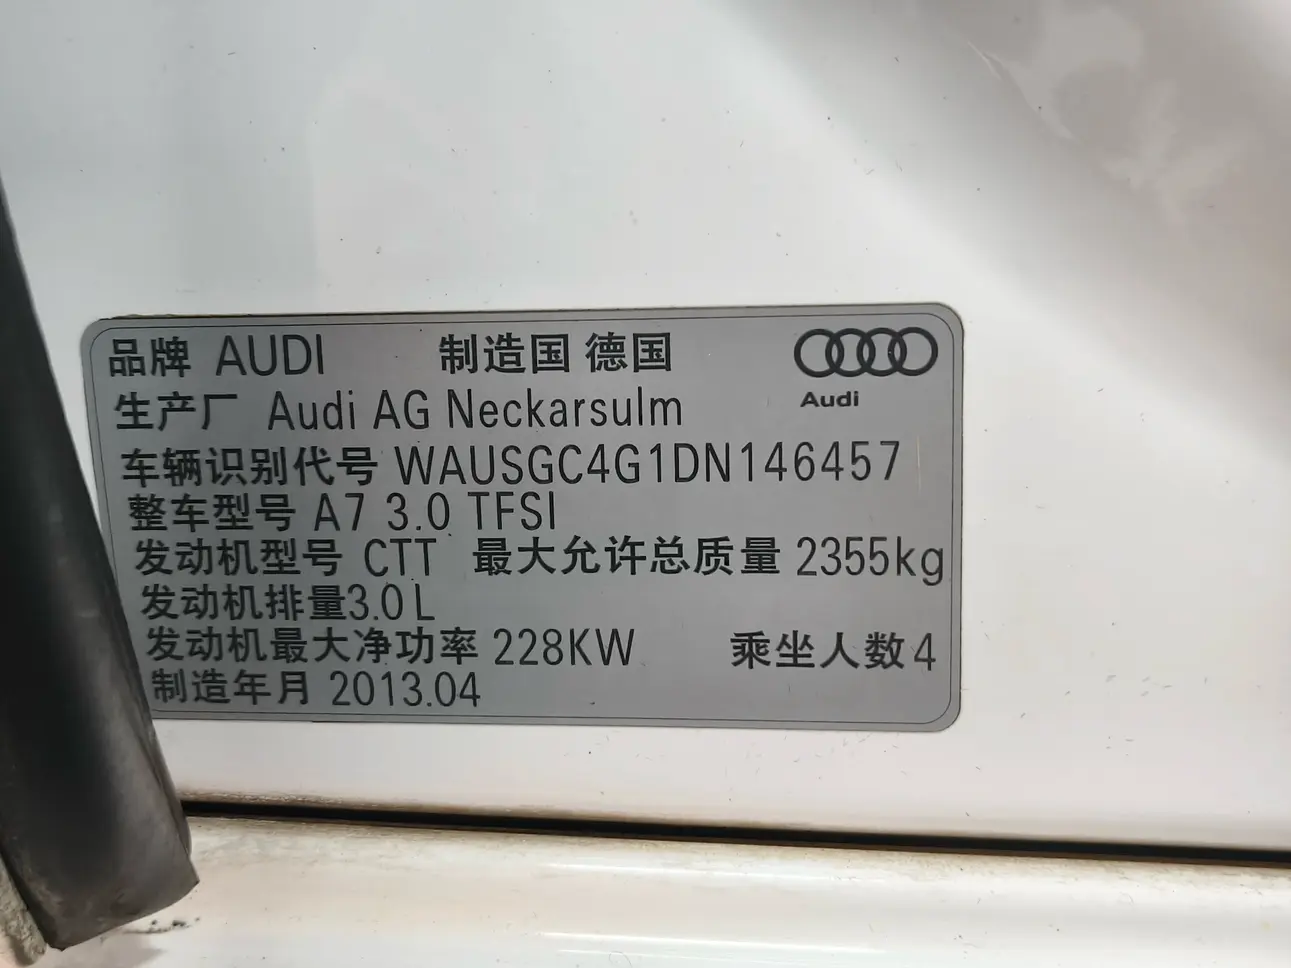 品牌 AUDI 制造国 德国
Audi
生产厂 Audi AG Neckarsulm
车辆识别代号 WAUSGC4G1DN146457
整车型号 A7 3.0 TFSI
发动机型号 CTT 最大允许总质量 2355kg
发动机排量3.0L
发动机最大净功率 228KW 乘坐人数4
制造年月 2013.04